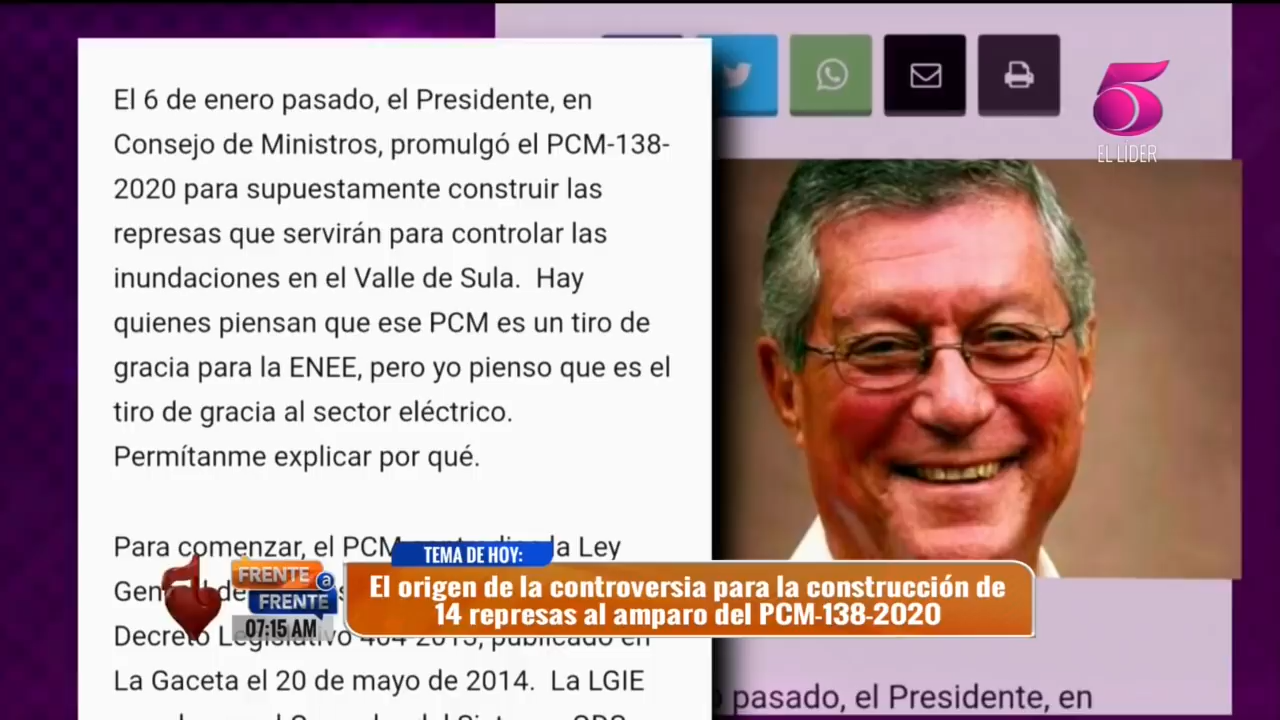 El 6 de enero pasado, el Presidente, en
Consejo de Ministros, promulgó el PCM-138-
2020 para supuestamente construir las
represas que servirán para controlar las
inundaciones en el Valle de Sula.  Hay
quienes piensan que ese PCM es un tiro de
gracia para la ENEE, pero yo pienso que es el
tiro de gracia al sector eléctrico.
Permítanme explicar por qué.
Para comenzar, el PCM la Ley
La Gaceta el 20 de mayo de 2014.  La LGIE
5
EL LÍDER
FRENTE
a
FRENTE
07:15 AM
TEMA DE HOY:
El origen de la controversia para la construcción de
14 represas al amparo del PCM-138-2020
pasado, el Presidente, en